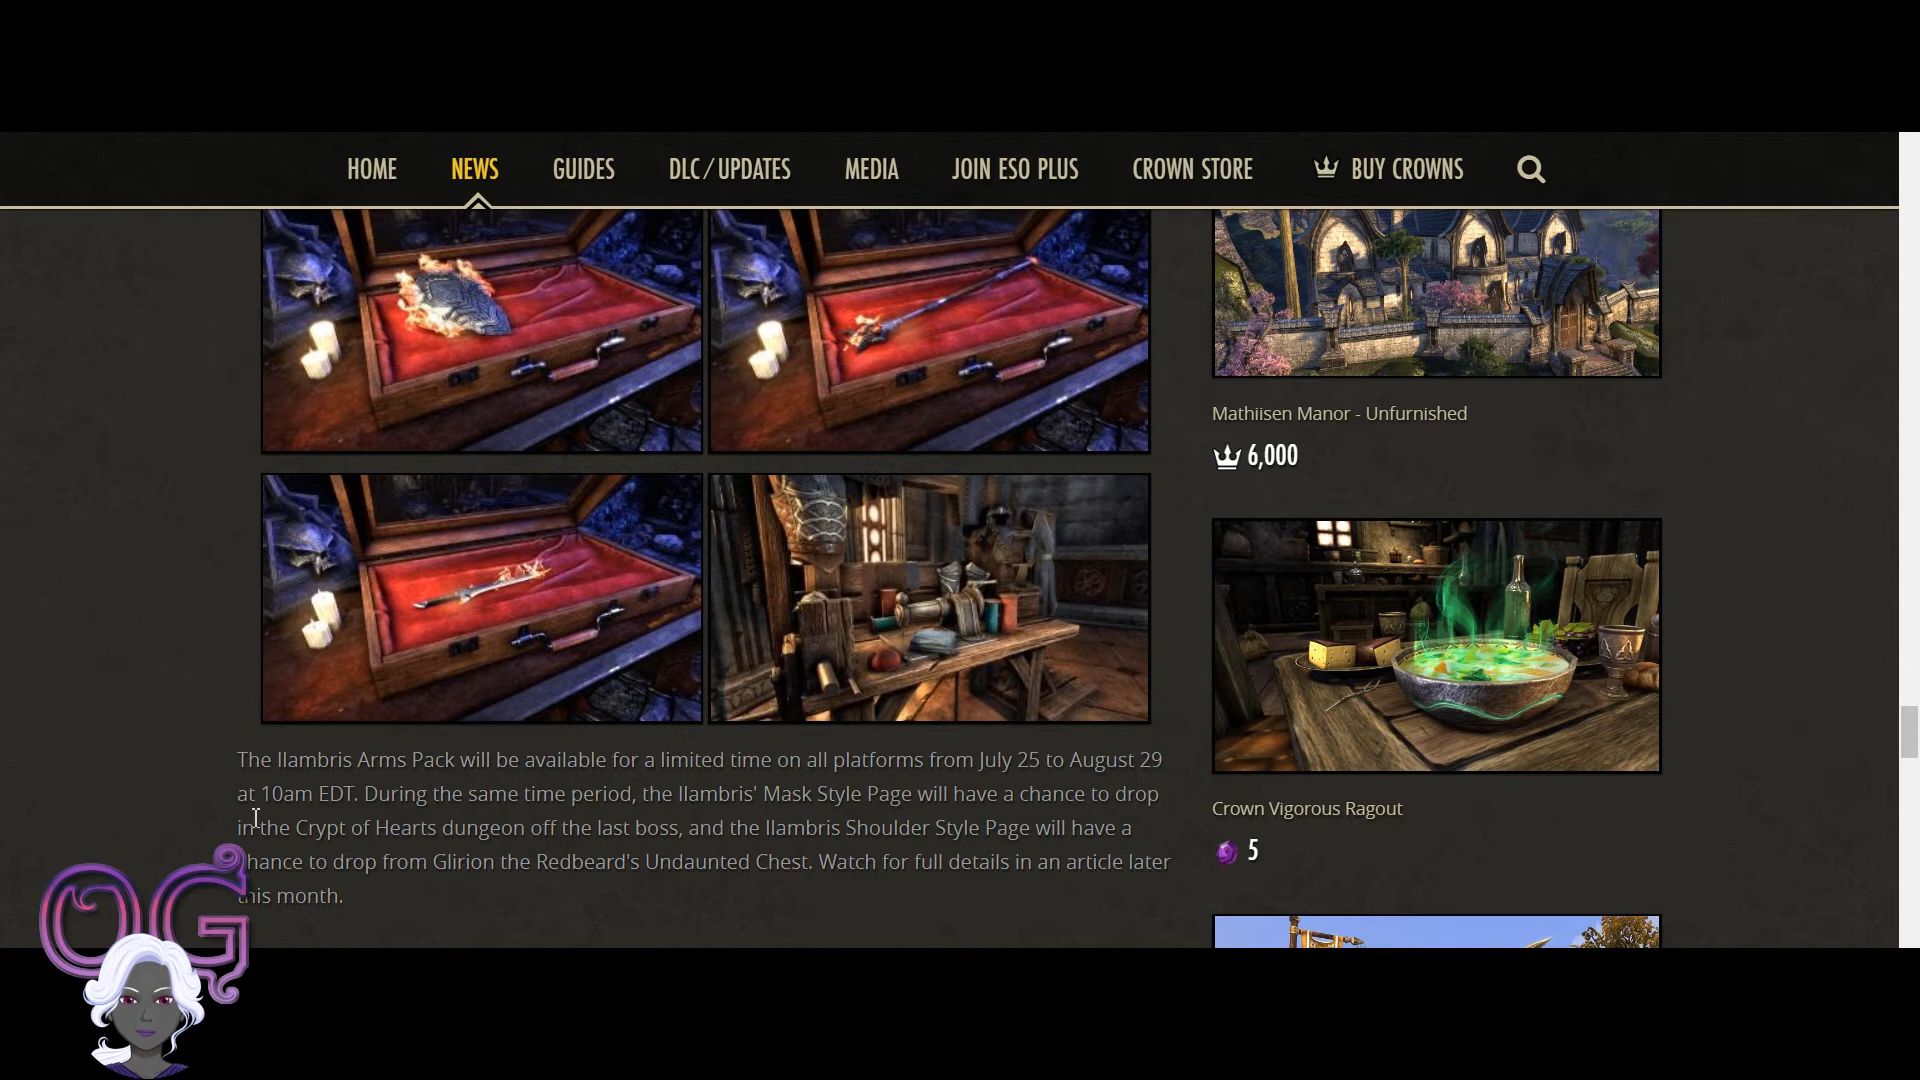 HOME NEWS GUIDES DLC / UPDATES MEDIA JOIN ESO PLUS CROWN STORE BUY CROWNS
Mathiisen Manor - Unfurnished
6,000
The Ilambris Arms Pack will be available for a limited time on all platforms from July 25 to August 29
at 10am EDT. During the same time period, the Ilambris' Mask Style Page will have a chance to drop
in the Crypt of Hearts dungeon off the last boss, and the Ilambris Shoulder Style Page will have a
chance to drop from Glirion the Redbeard's Undaunted Chest. Watch for full details in an article later
this month.
Crown Vigorous Ragout
5
OG